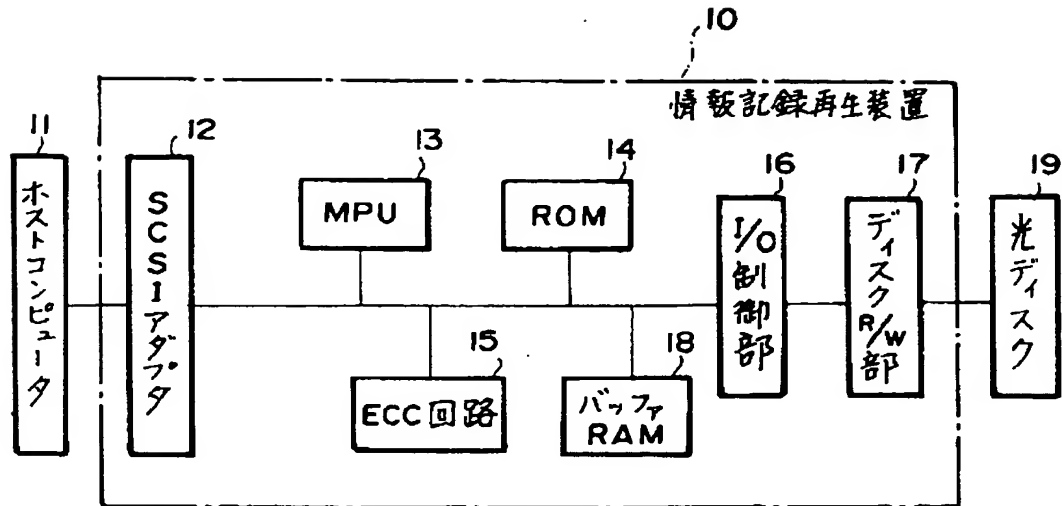 10
情報記録再生装置
11
ホストコンピュータ
12
SCSIアダプタ
13
MPU
14
ROM
15
ECC回路
18
バッファ
RAM
16
I/O制御部
17
ディスクR/W部
19
光ディスク